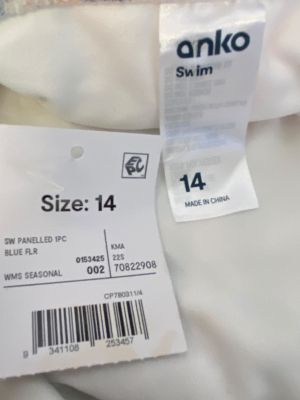 anko
Swim
14
MADE IN CHINA
Size: 14
SW PANELLED 1PC
BLUE FLR
0153425
KMA
22S
WMS SEASONAL 002 70822908
CP780311/4
9 341108 253457